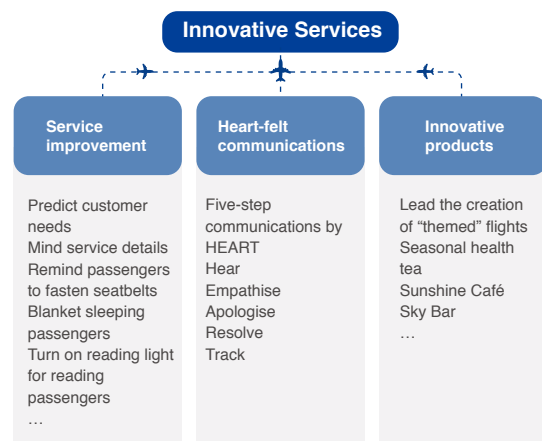 Innovative Services
Service
improvement
Predict customer
needs
Mind service details
Remind passengers
to fasten seatbelts
Blanket sleeping
passengers
Turn on reading light
for reading
passengers
…
Heart-felt
communications
Five-step
communications by
HEART
Hear
Empathise
Apologise
Resolve
Track
Innovative
products
Lead the creation
of “themed” flights
Seasonal health
tea
Sunshine Café
Sky Bar
…